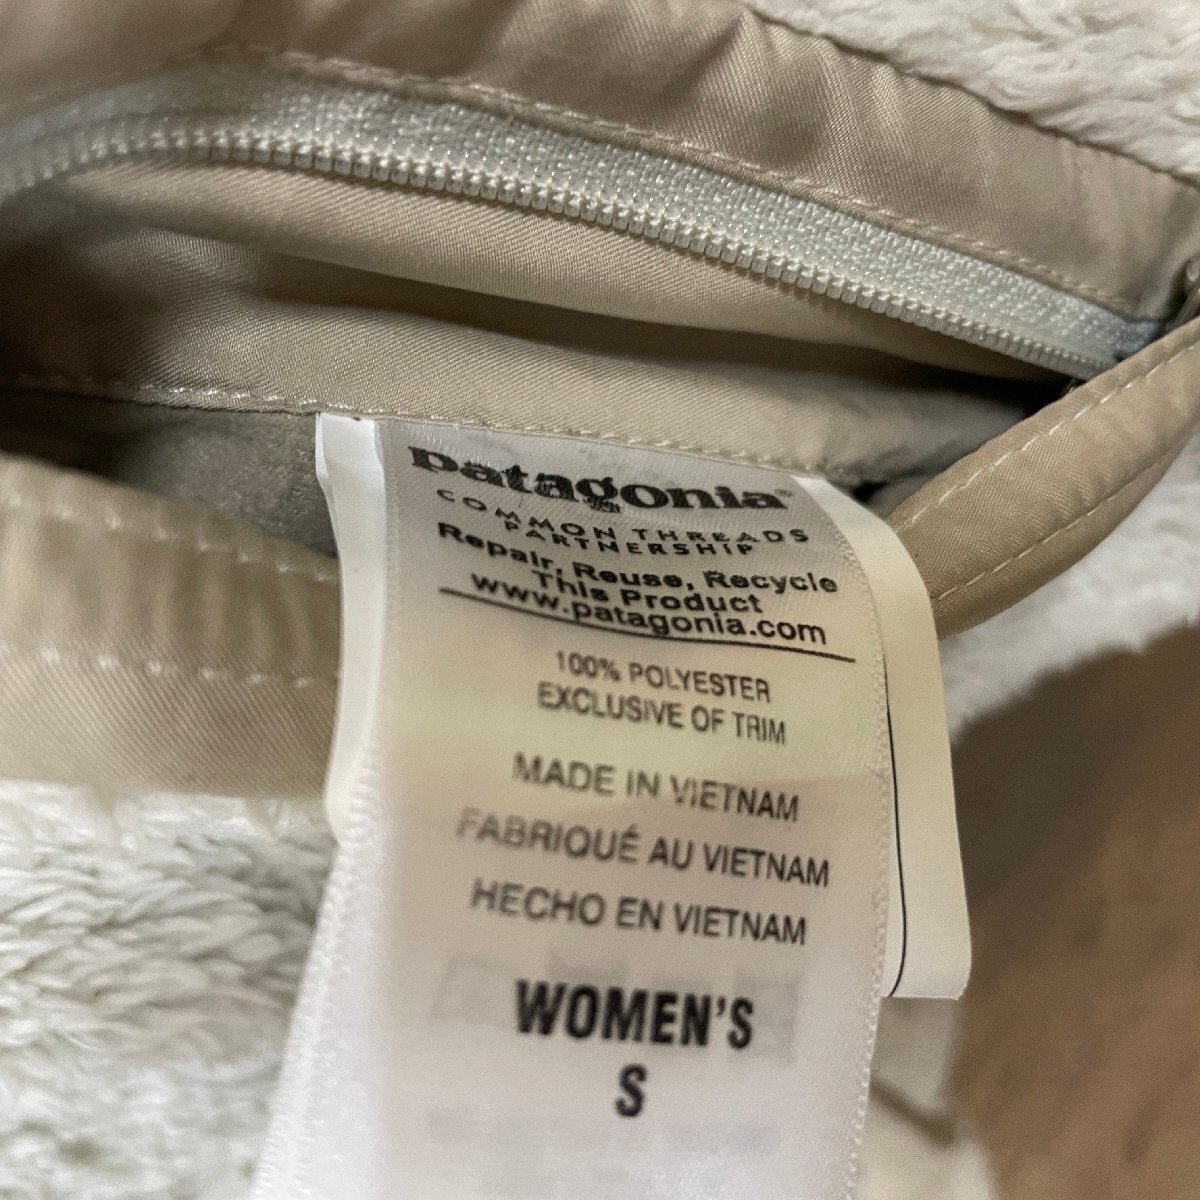 patagonia®
COMMON THREADS
PARTNERSHIP
Repair, Reuse, Recycle
This Product
www.patagonia.com
100% POLYESTER
EXCLUSIVE OF TRIM
MADE IN VIETNAM
FABRIQUÉ AU VIETNAM
HECHO EN VIETNAM
WOMEN'S
S